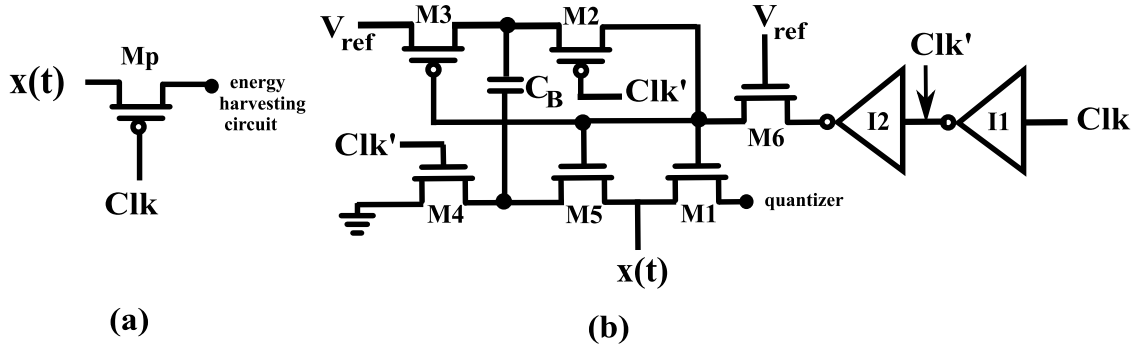 x(t)
Mp
energy
harvesting
circuit
Clk
(a)
Vref
M3
M2
Vref
CB
Clk'
Clk'
M6
I2
I1
Clk
Clk'
M4
M5
M1
quantizer
x(t)
(b)